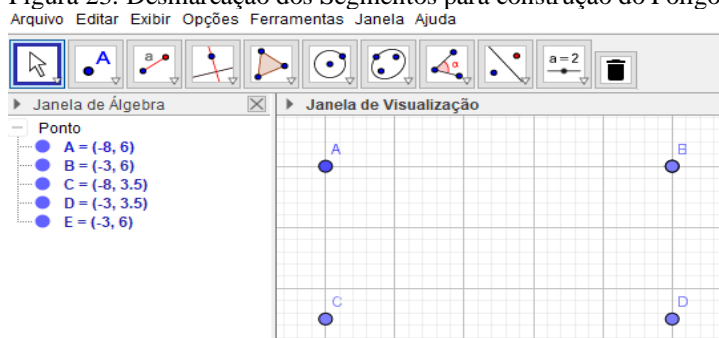 Figura 23: Desmarcação dos Segmentos para construção do Polígo
Arquivo Editar Exibir Opções Ferramentas Janela Ajuda
A
a
α
a = 2
Janela de Álgebra
Janela de Visualização
Ponto
A = (-8, 6)
B = (-3, 6)
C = (-8, 3.5)
D = (-3, 3.5)
E = (-3, 6)
A
B
C
D